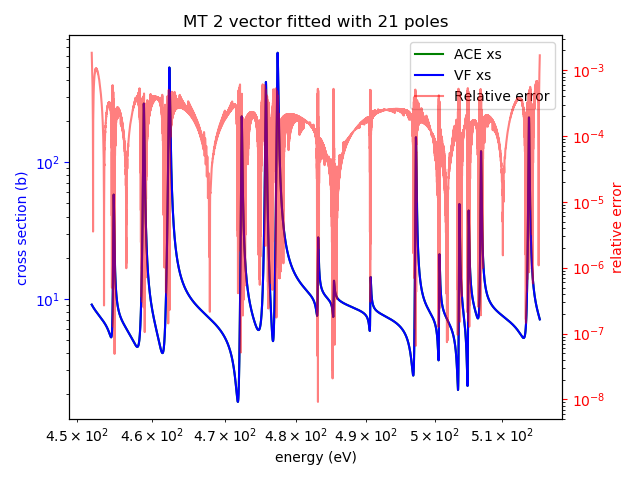 MT 2 vector fitted with 21 poles
ACE xs
VF xs
Relative error
10²
10¹
cross section (b)
10⁻³
10⁻⁴
10⁻⁵
10⁻⁶
10⁻⁷
10⁻⁸
relative error
4.5 × 10² 4.6 × 10² 4.7 × 10² 4.8 × 10² 4.9 × 10² 5 × 10² 5.1 × 10²
energy (eV)